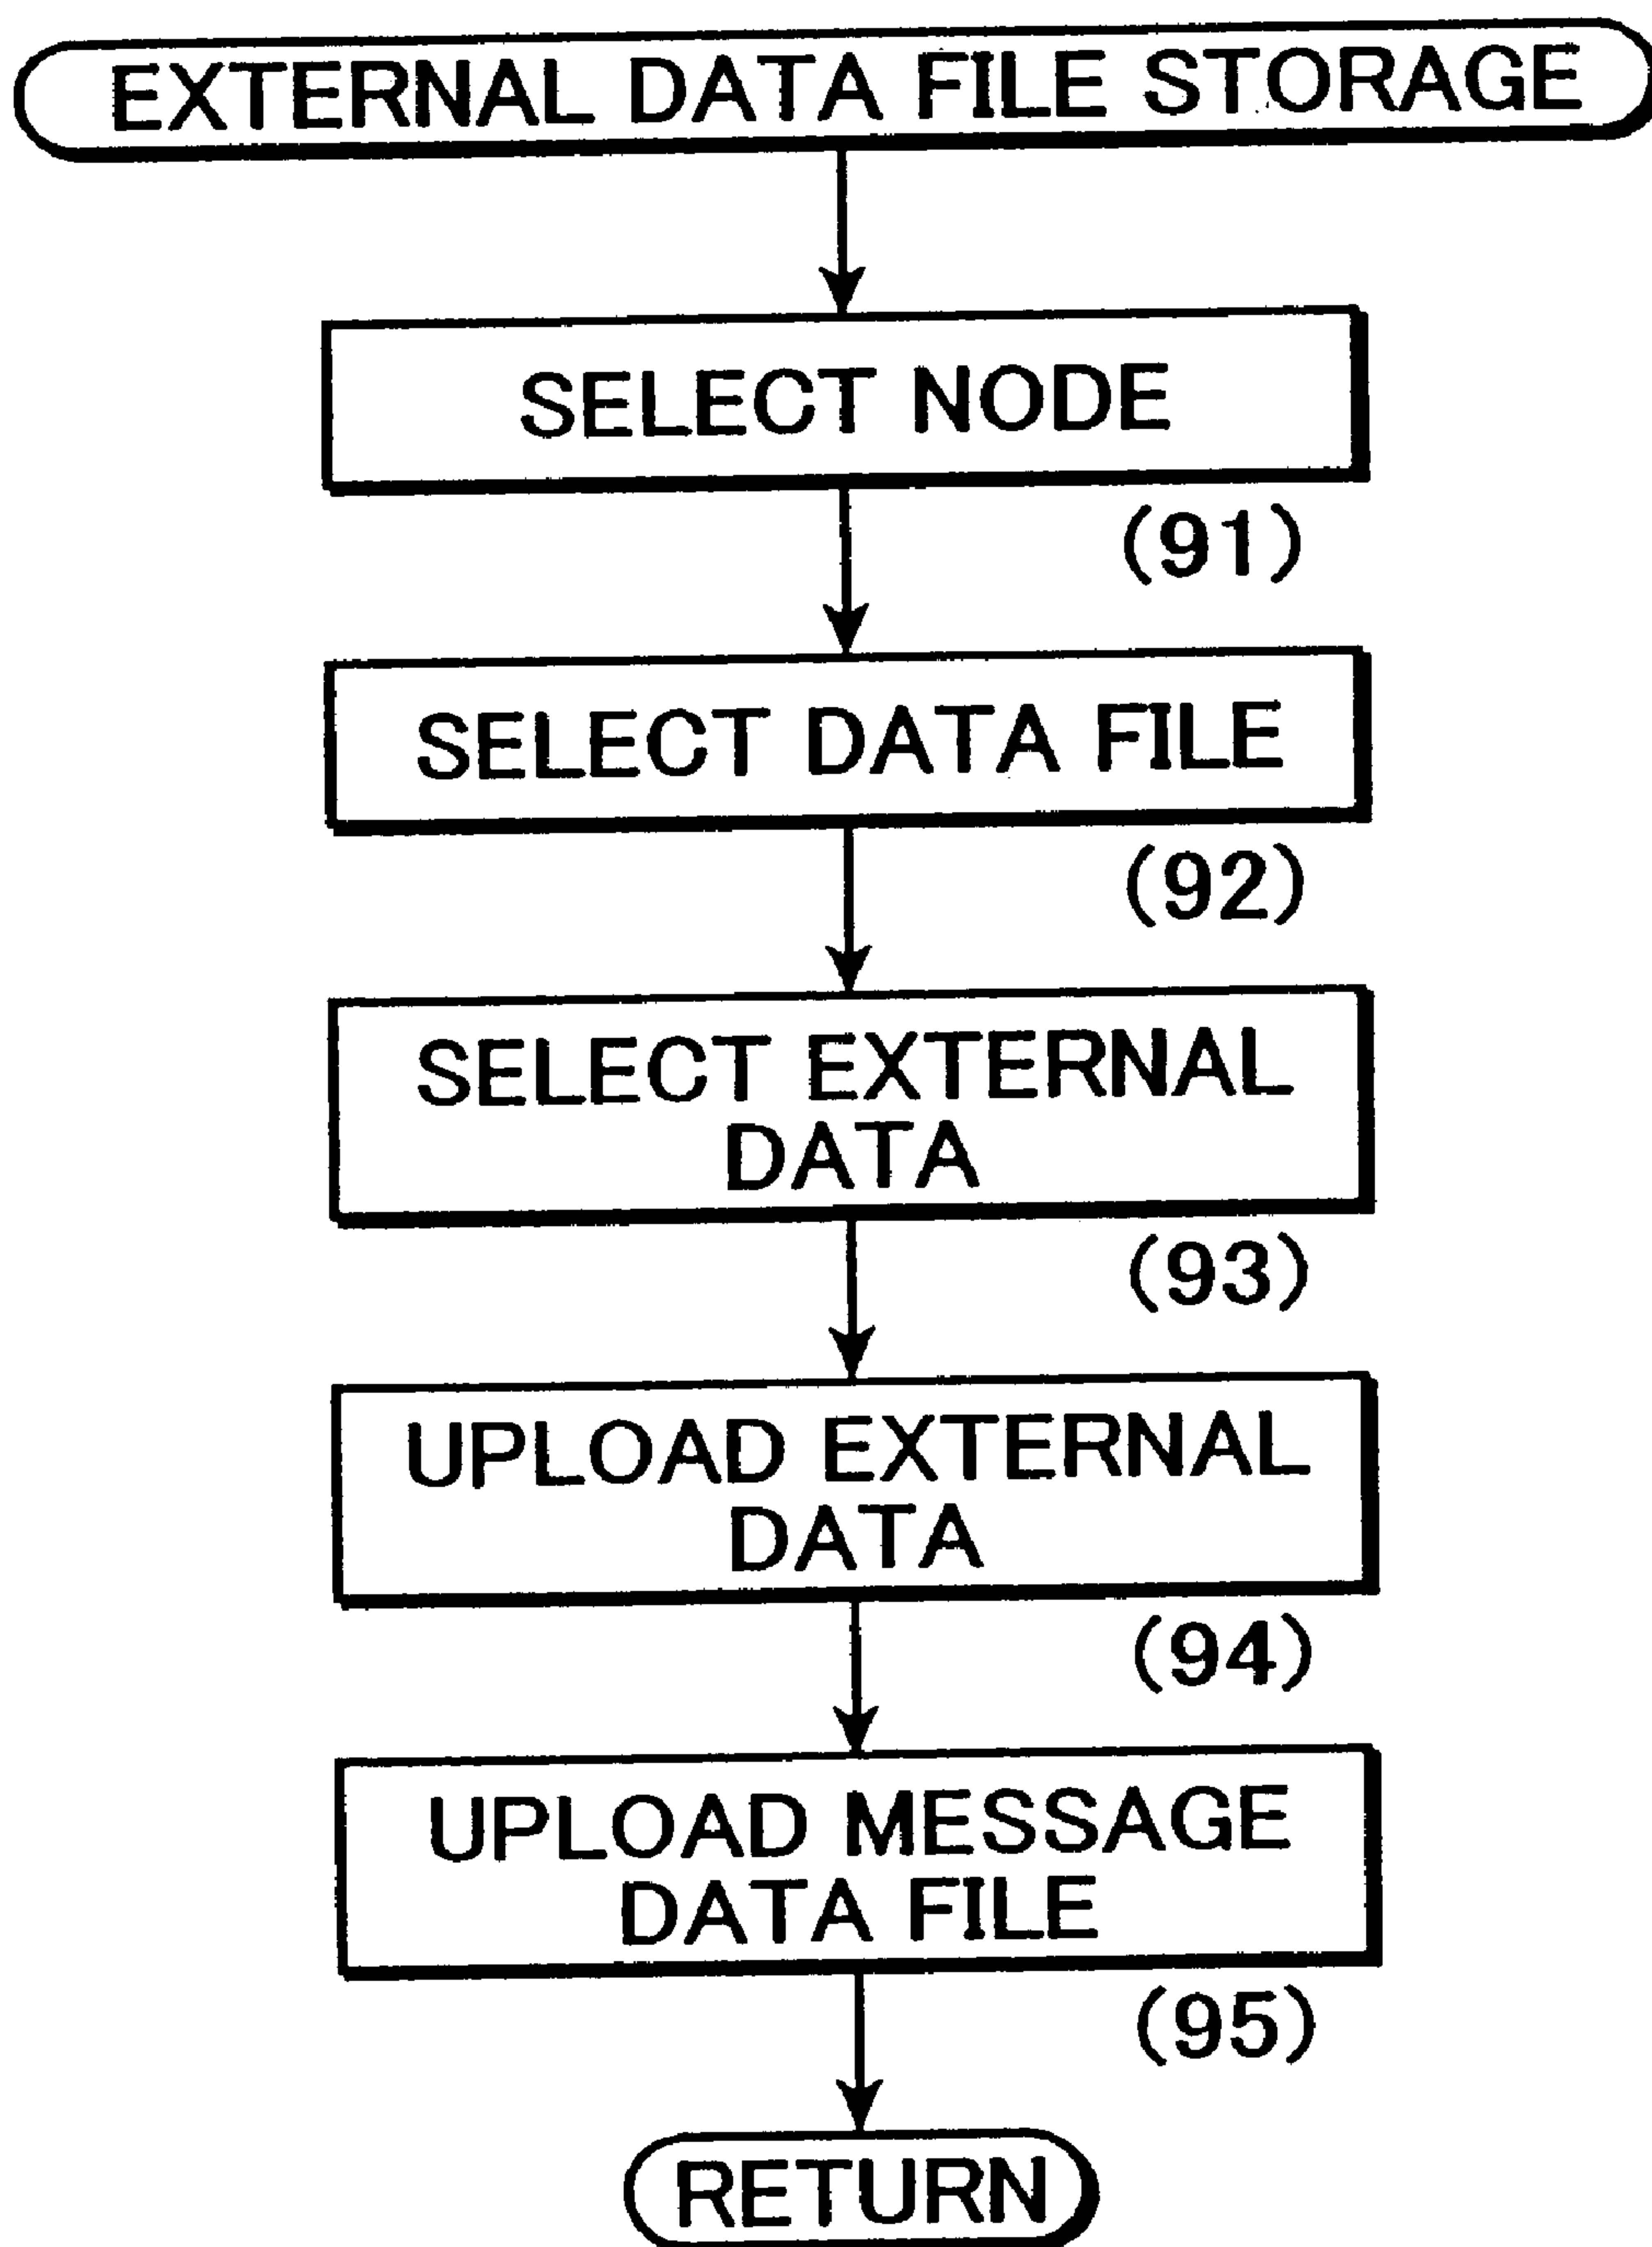 EXTERNAL DATA FILE STORAGE
SELECT NODE
(91)
SELECT DATA FILE
(92)
SELECT EXTERNAL
DATA
(93)
UPLOAD EXTERNAL
DATA
(94)
UPLOAD MESSAGE
DATA FILE
(95)
RETURN